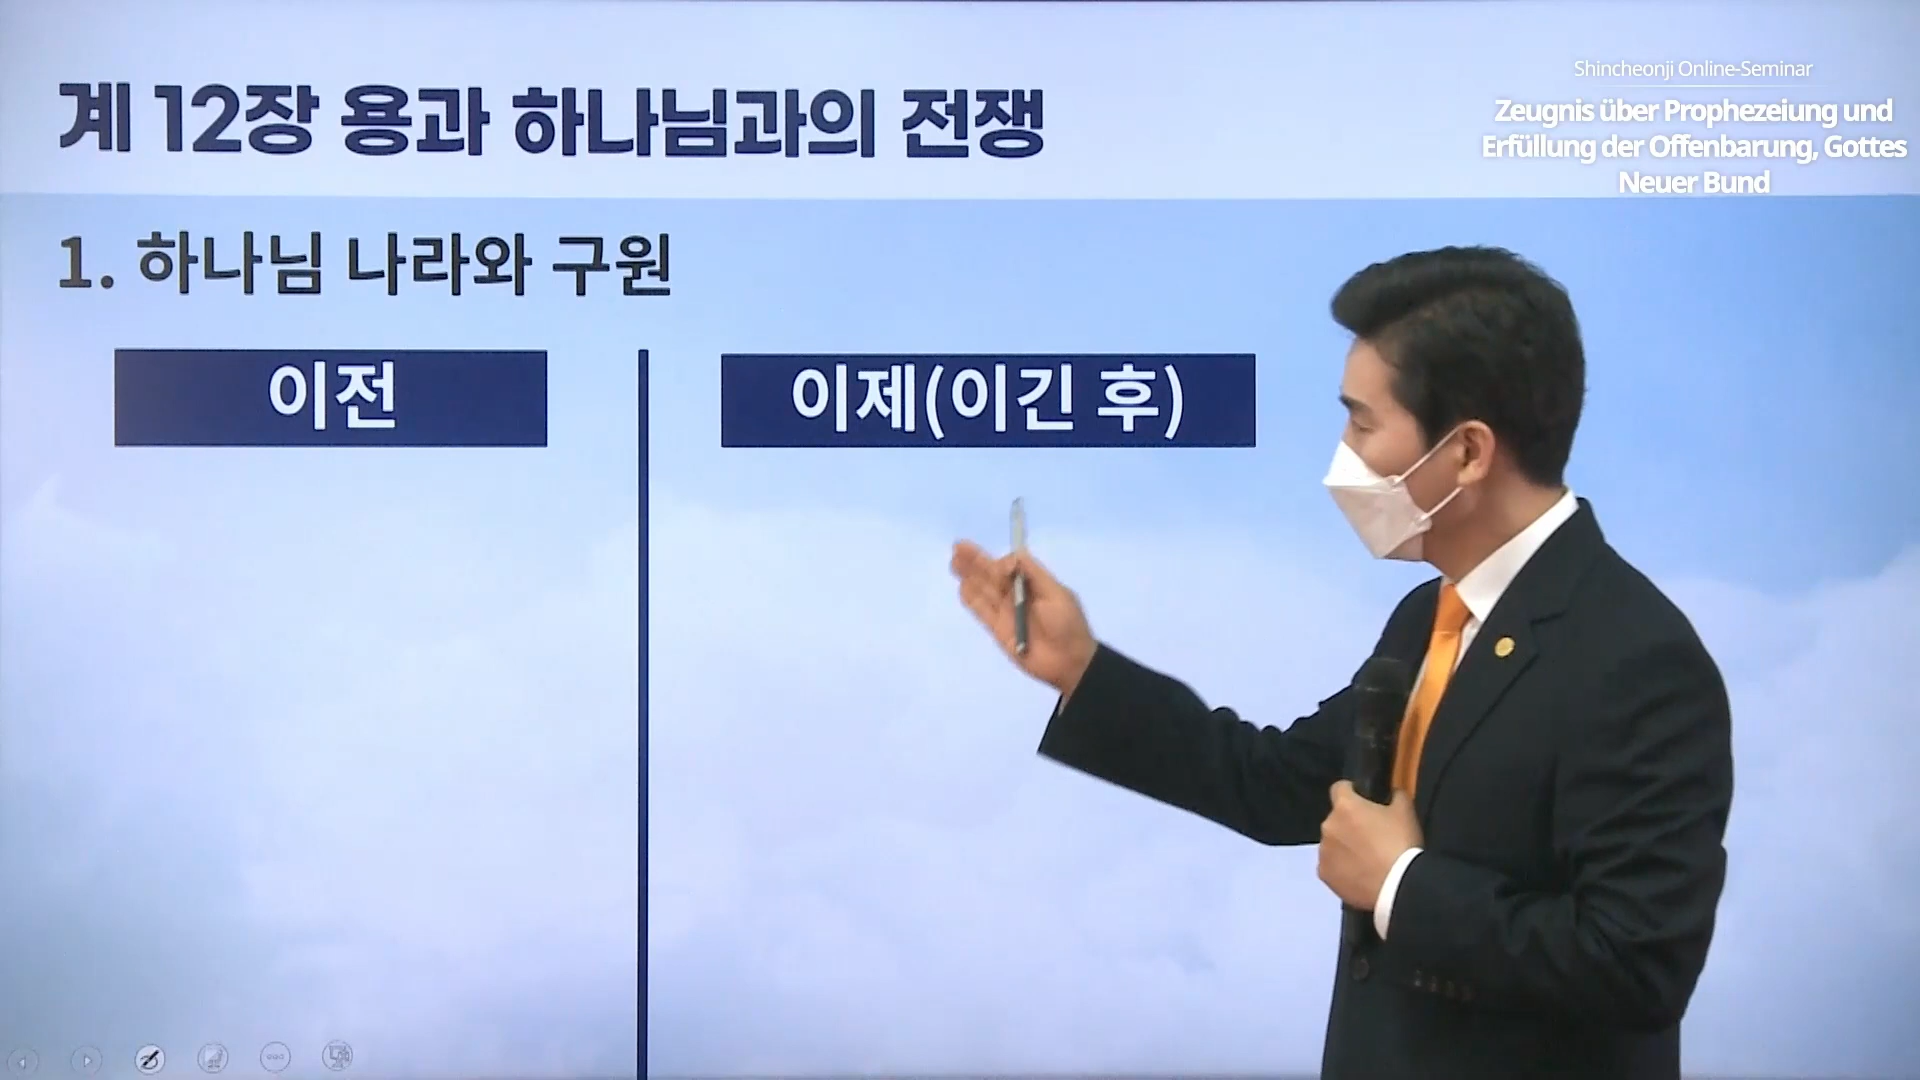 계 12장 용과 하나님과의 전쟁
Shincheonji Online-Seminar
Zeugnis über Prophezeiung und
Erfüllung der Offenbarung, Gottes
Neuer Bund
1. 하나님 나라와 구원
이전
이제(이긴 후)